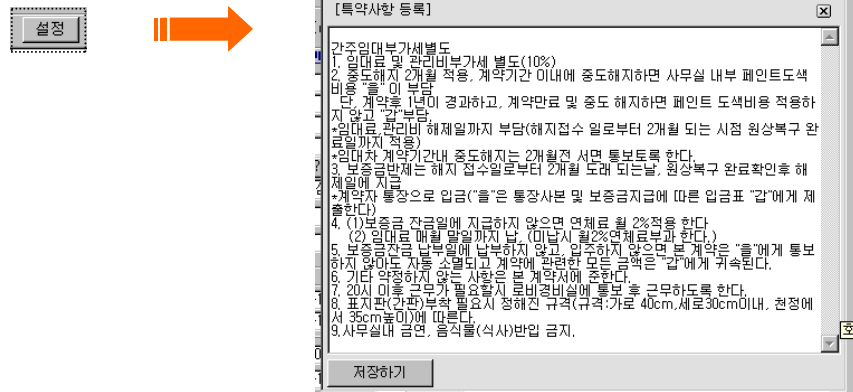 설정
[특약사항 등록]
간주임대부가세별도
1. 임대료 및 관리비부가세 별도(10%)
2. 중도해지 2개월 적용, 계약기간 이내에 중도해지하면 사무실 내부 페인트도색
비용 "을" 이 부담
단, 계약후 1년이 경과하고, 계약만료 및 중도 해지하면 페인트 도색비용 적용하
지 않고 "갑"부담.
*임대료,관리비 해제일까지 부담(해지접수 일로부터 2개월 되는 시점 원상복구 완
료일까지 적용)
*임대차 계약기간내 중도해지는 2개월전 서면 통보토록 한다.
3. 보증금반제는 해지 접수일로부터 2개월 도래 되는날, 원상복구 완료확인후 해
제일에 지급
*계약자 통장으로 입금("을"은 통장사본 및 보증금지급에 따른 입금표 "갑"에게 제
출한다)
4. (1)보증금 잔금일에 지급하지 않으면 연체료 월 2%적용 한다
(2) 임대료 매월 말일까지 납, (미납시 월2%연체료부과 한다.)
5. 보증금잔금 납부일에 납부하지 않고, 입주하지 않으면 본 계약은 "을"에게 통보
하지 않아도 자동 소멸되고 계약에 관련한 모든 금액은 "갑"에게 귀속된다.
6. 기타 약정하지 않는 사항은 본 계약서에 준한다.
7. 20시 이후 근무가 필요할시 로비경비실에 통보 후 근무하도록 한다.
8. 표지판(간판)부착 필요시 정해진 규격(규격:가로 40cm,세로30cm이내, 천정에
서 35cm높이)에 따른다.
9.사무실내 금연, 음식물(식사)반입 금지.
저장하기